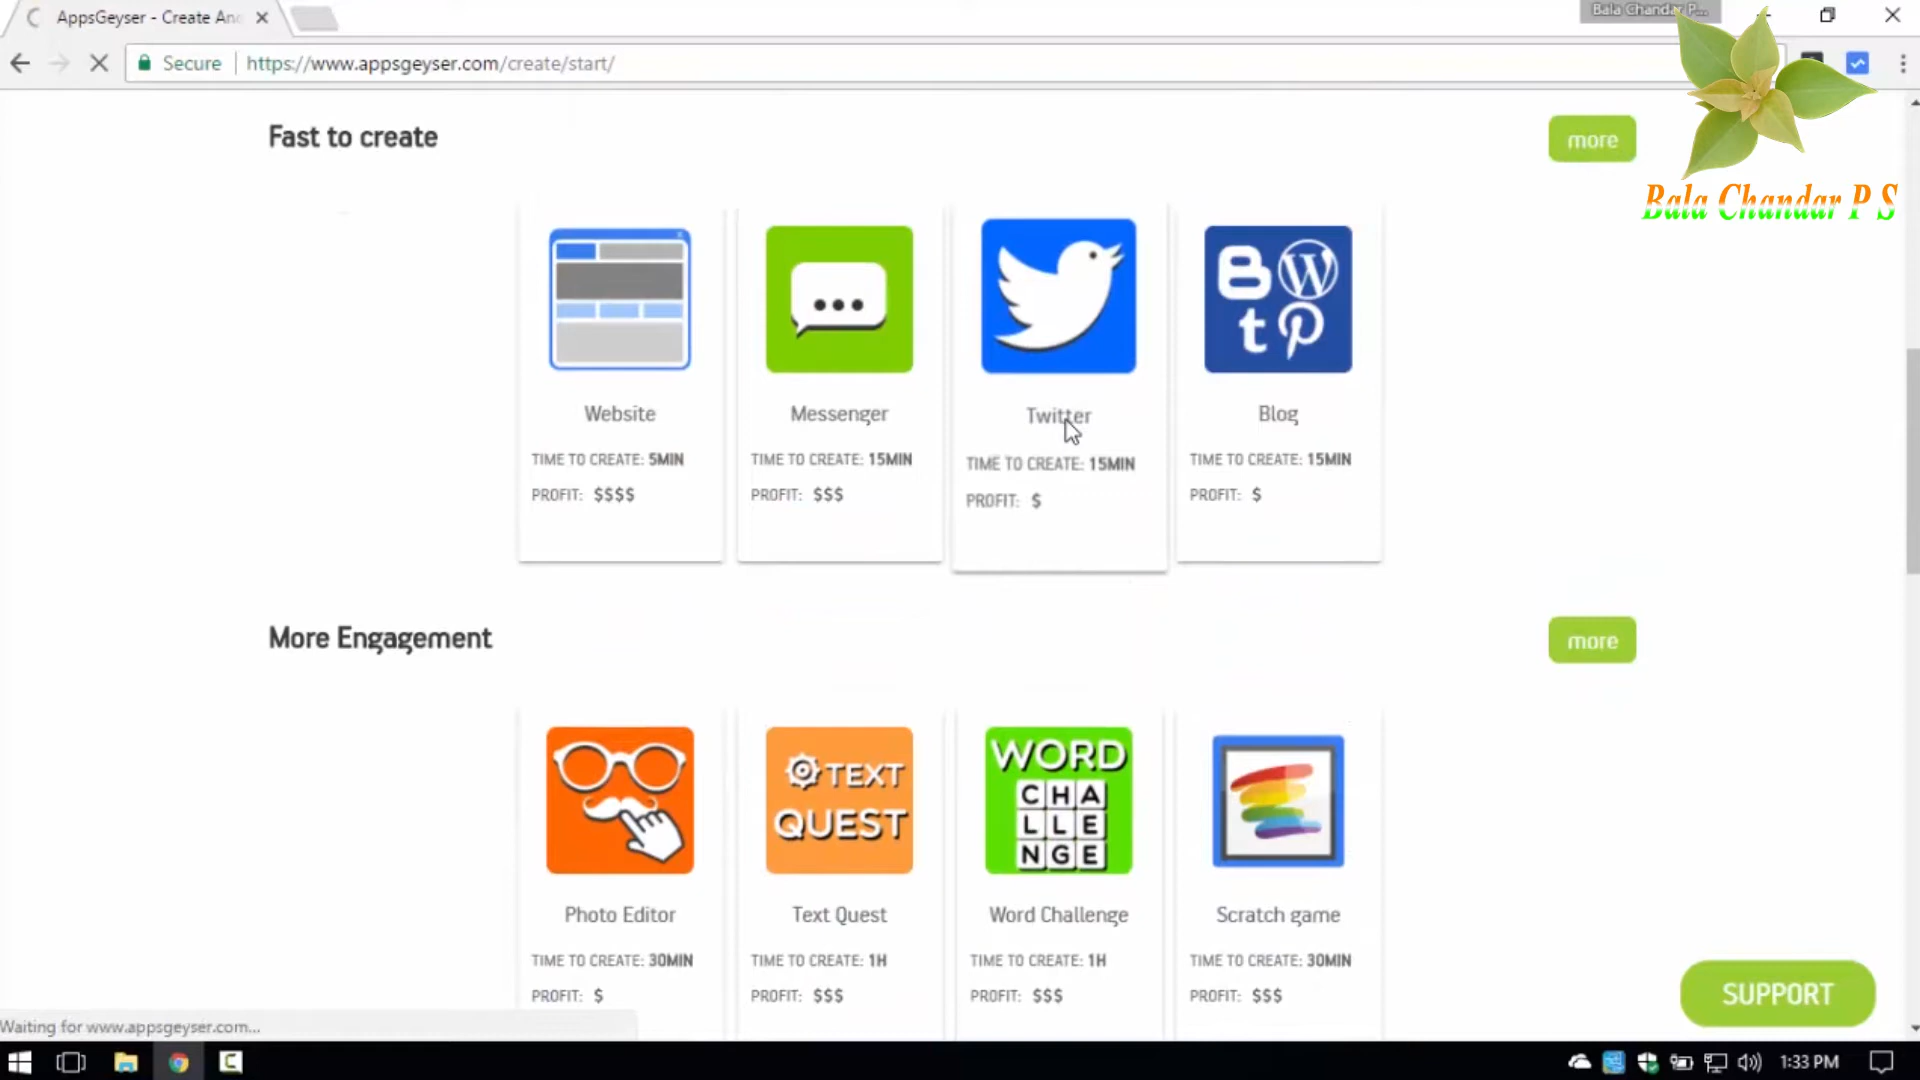 AppsGeyser - Create And
Bala Chandar P...
Secure
https://www.appsgeyser.com/create/start/
Bala Chandar P S
Fast to create
more
Website
TIME TO CREATE: 5MIN
PROFIT: $$$$
Messenger
TIME TO CREATE: 15MIN
PROFIT: $$$
Twitter
TIME TO CREATE: 15MIN
PROFIT: $
B
t
Blog
TIME TO CREATE: 15MIN
PROFIT: $
More Engagement
more
Photo Editor
TIME TO CREATE: 30MIN
PROFIT: $
TEXT
QUEST
Text Quest
TIME TO CREATE: 1H
PROFIT: $$$
WORD
CHA
LLE
NGE
Word Challenge
TIME TO CREATE: 1H
PROFIT: $$$
Scratch game
TIME TO CREATE: 30MIN
PROFIT: $$$
SUPPORT
Waiting for www.appsgeyser.com...
1:33 PM